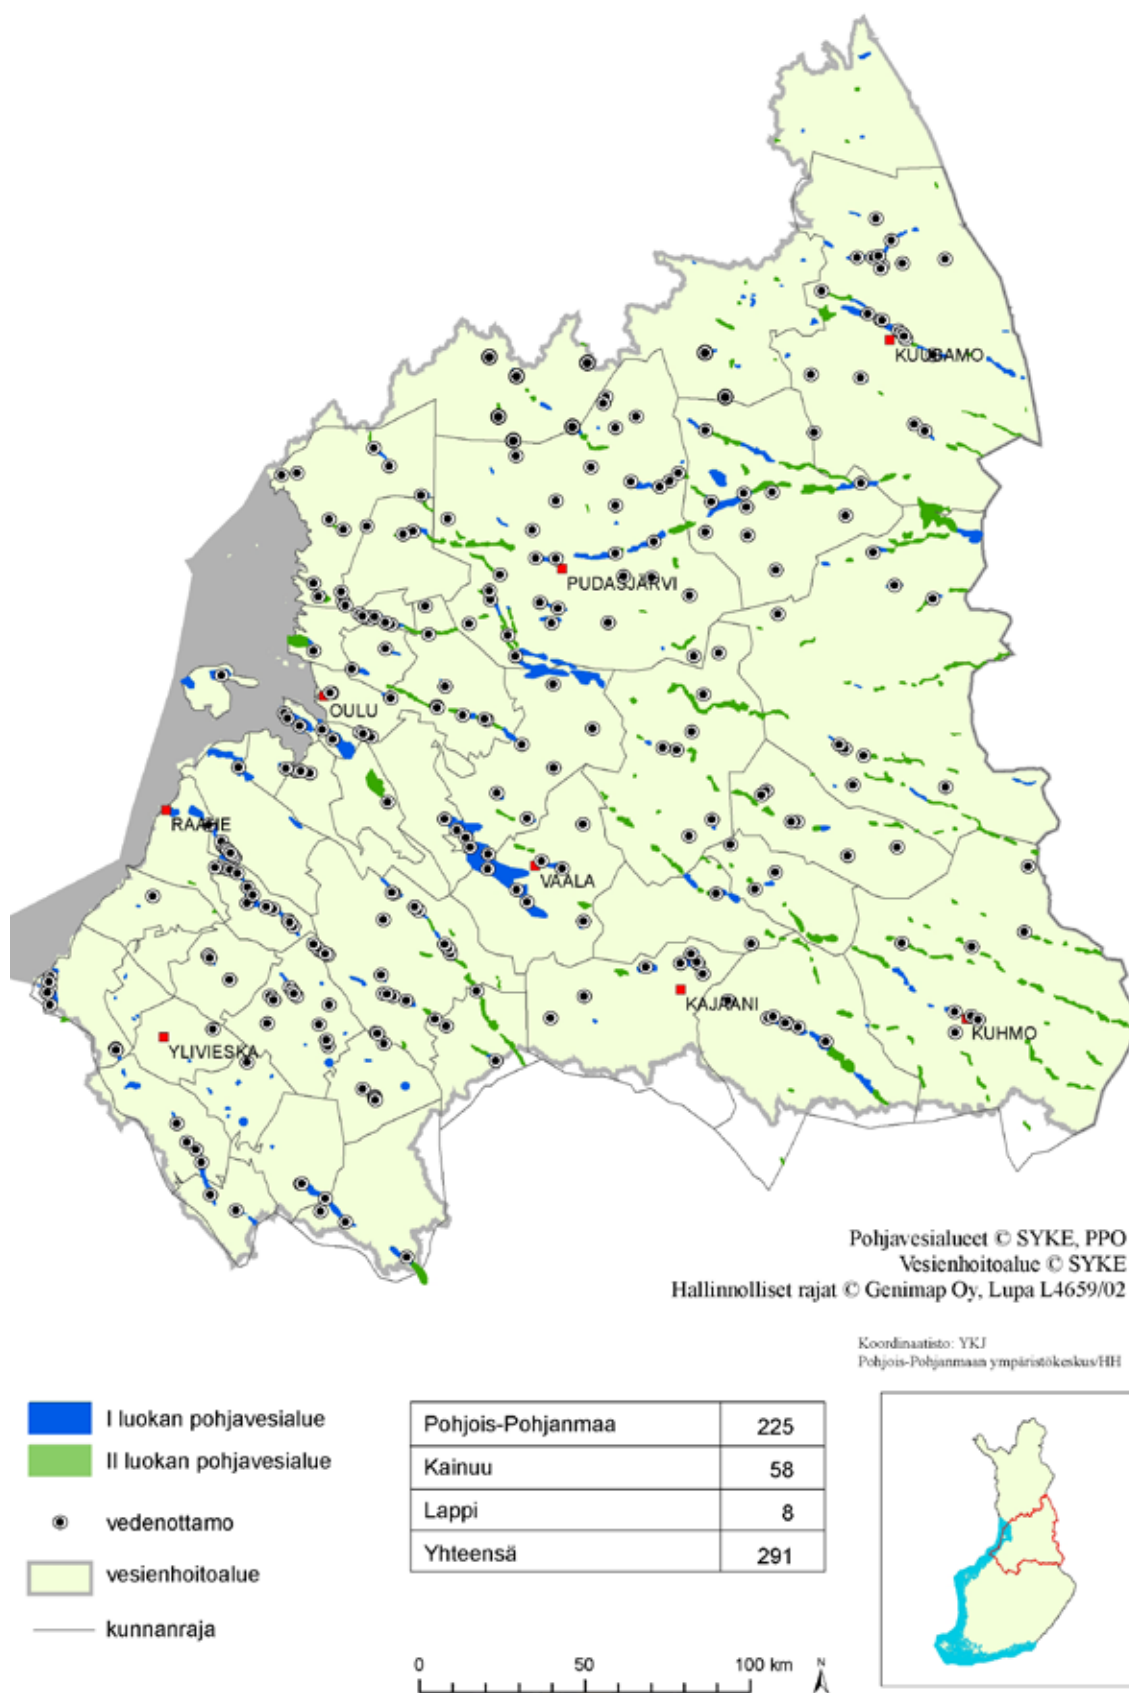 KUUSAMO
PUDASJÄRVI
OULU
RAAHE
VAALA
KAJAANI
KUHMO
YLIVIESKA
Pohjavesialueet © SYKE, PPO
Vesienhoitoalue © SYKE
Hallinnolliset rajat © Genimap Oy, Lupa L4659/02
Koordinaatisto: YKJ
Pohjois-Pohjanmaan ympäristökeskus/HH
I luokan pohjavesialue
II luokan pohjavesialue
vedenottamo
vesienhoitoalue
kunnanraja
Pohjois-Pohjanmaa 225
Kainuu 58
Lappi 8
Yhteensä 291
0 50 100 km
N